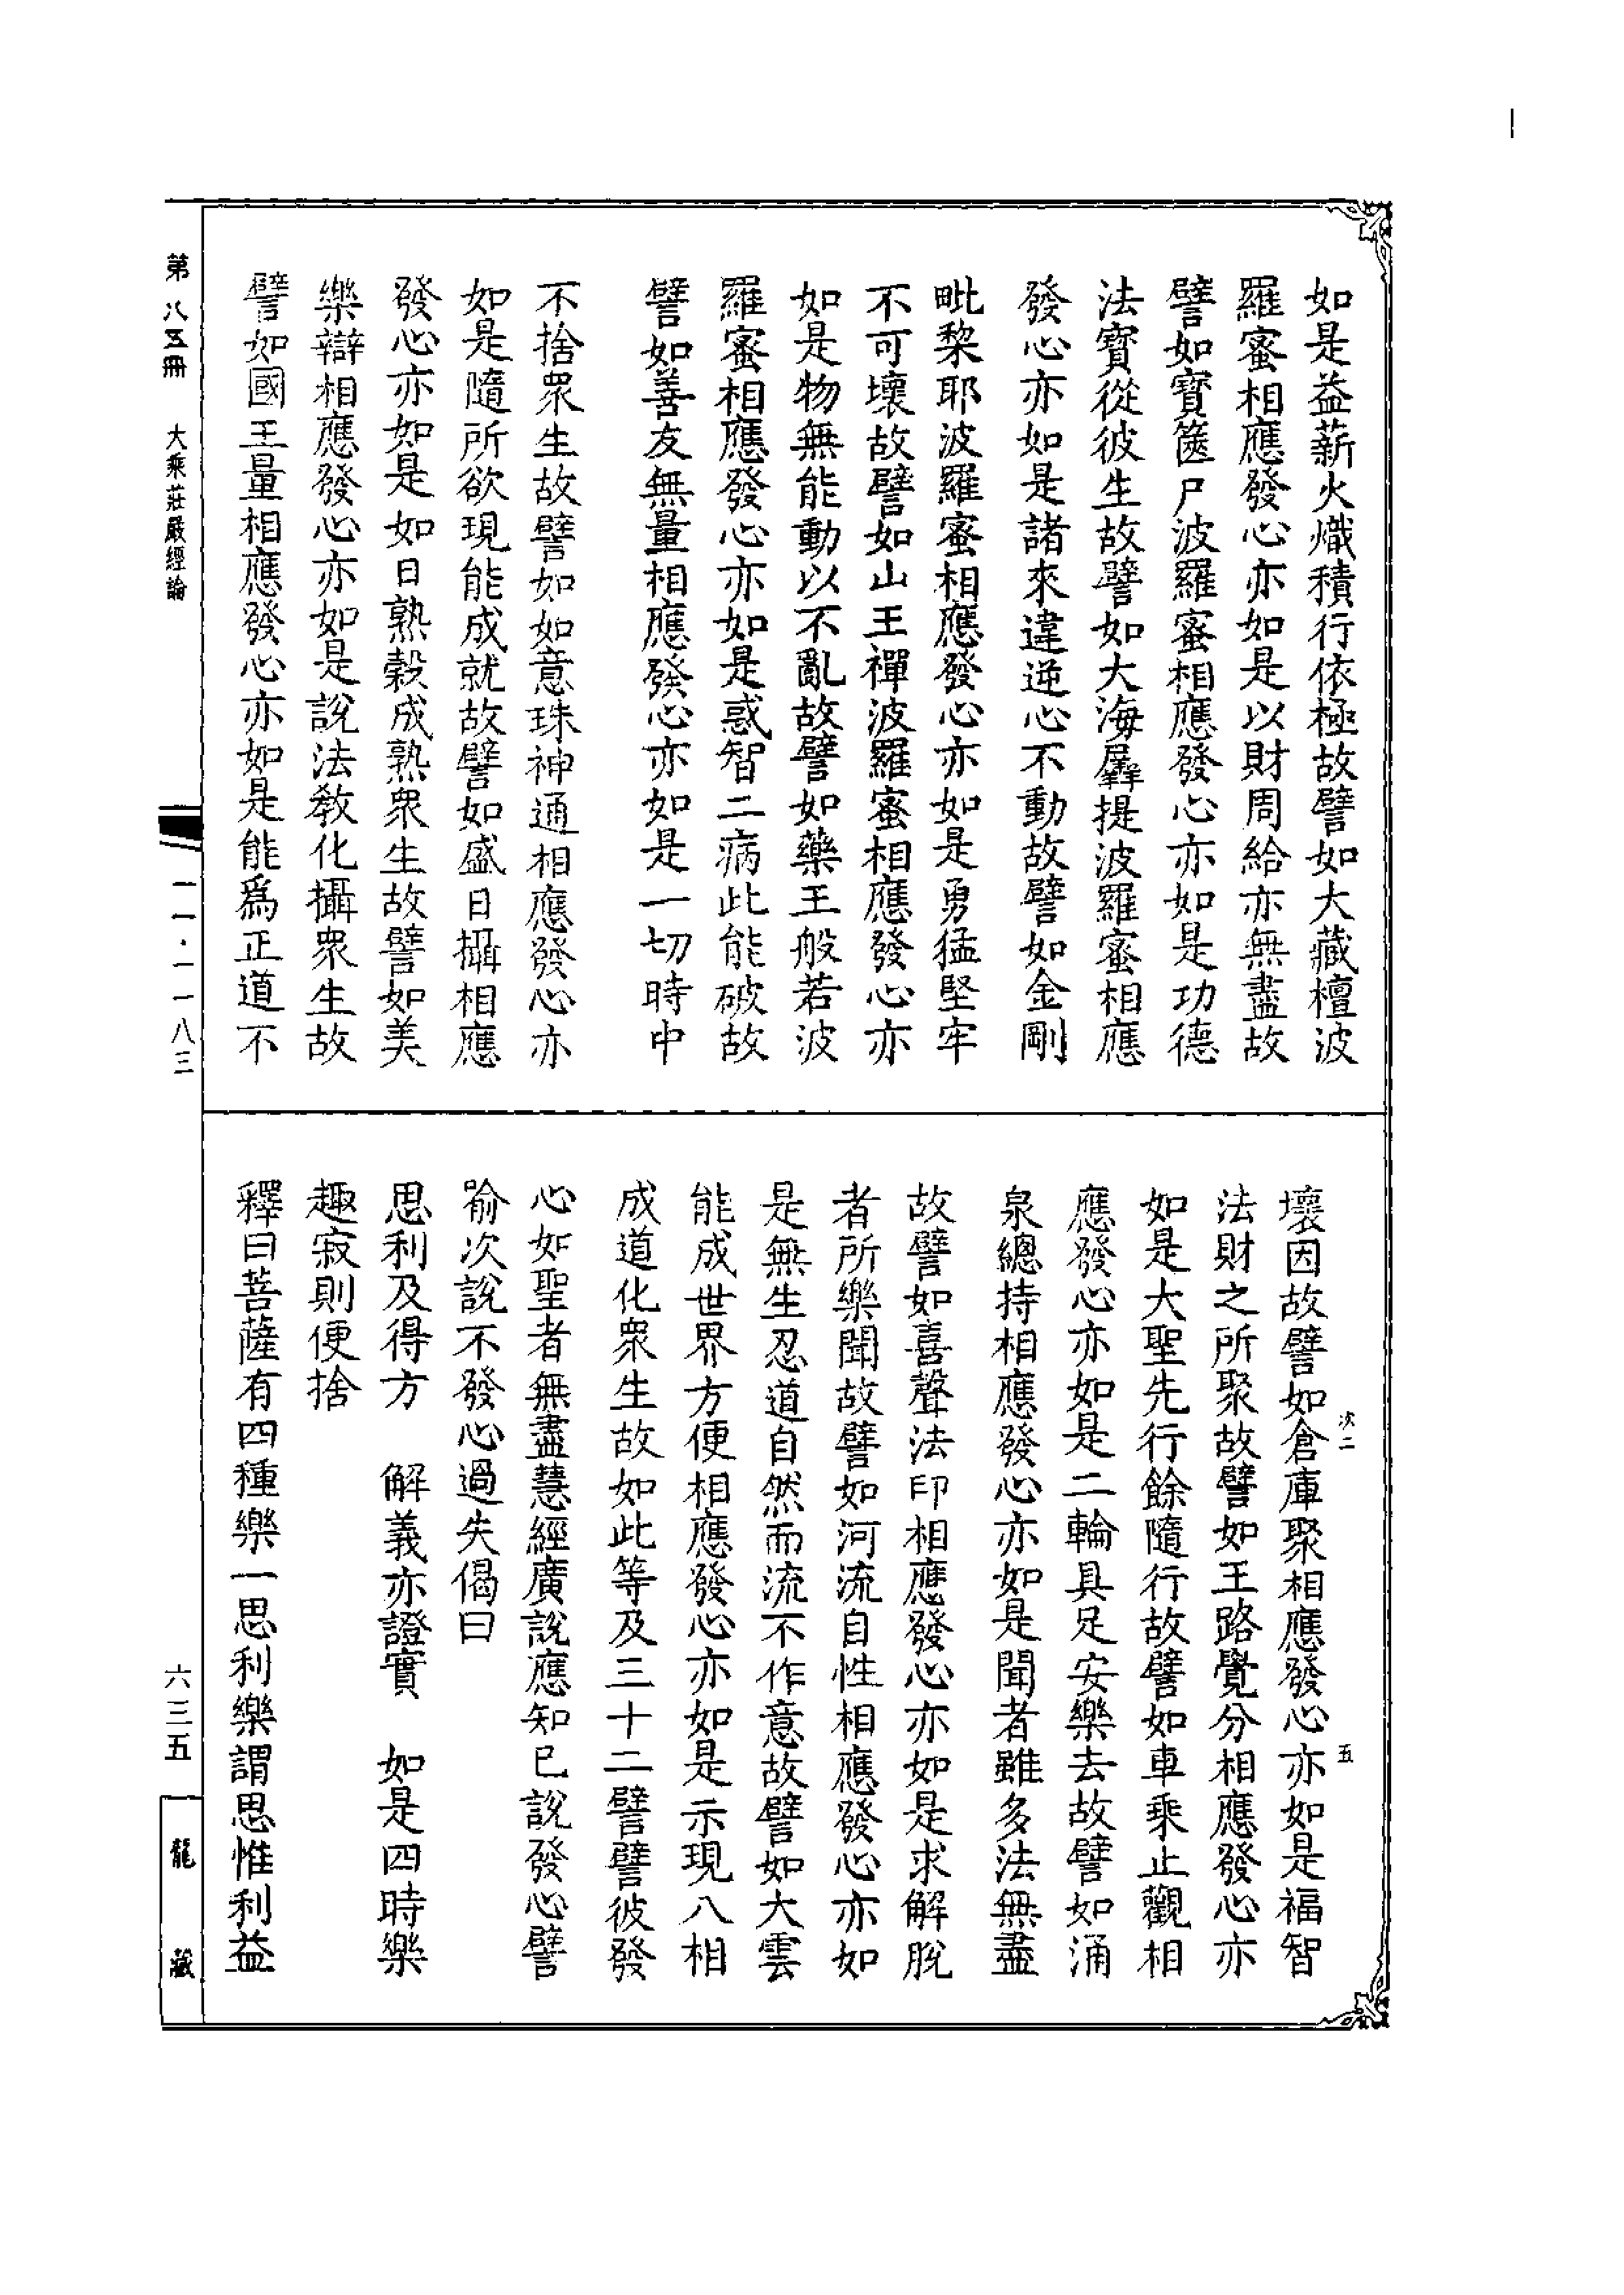 如是益薪火熾積行依極故譬如大藏檀波
羅蜜相應發心亦如是以財周給亦無盡故
譬如寶篋尸波羅蜜相應發心亦如是功德
法寶從彼生故譬如大海羼提波羅蜜相應
發心亦如是諸來違逆心不動故譬如金剛
毗棃耶波羅蜜相應發心亦如是勇猛堅牢
不可壞故譬如山王禪波羅蜜相應發心亦
如是物無能動以不亂故譬如藥王般若波
羅蜜相應發心亦如是惑智二病此能破故
譬如善友無量相應發心亦如是一切時中
不捨眾生故譬如如意珠神通相應發心亦
如是隨所欲現能成就故譬如盛日攝相應
發心亦如是如日熟穀成熟眾生故譬如美
樂辯相應發心亦如是說法教化攝眾生故
譬如國王量相應發心亦如是能爲正道不
壞因故譬如倉庫聚相應發心亦如是福智
法財之所聚故譬如王路覺分相應發心亦
如是大聖先行餘隨行故譬如車乘止觀相
應發心亦如是二輪具足安樂去故譬如涌
泉總持相應發心亦如是聞者雖多法無盡
故譬如喜聲法印相應發心亦如是求解脫
者所樂聞故譬如河流自性相應發心亦如
是無生忍道自然而流不作意故譬如大雲
能成世界方便相應發心亦如是示現八相
成道化眾生故如此等及三十二譬譬彼發
心如聖者無盡慧經廣說應知已說發心譬
喻次說不發心過失偈曰
思利及得方　解義亦證實　如是四時樂
趣寂則便捨
釋曰菩薩有四種樂一思利樂謂思惟利益
次二
五
第八五冊　大乘莊嚴經論
一一·一一八三
六三五
龍藏